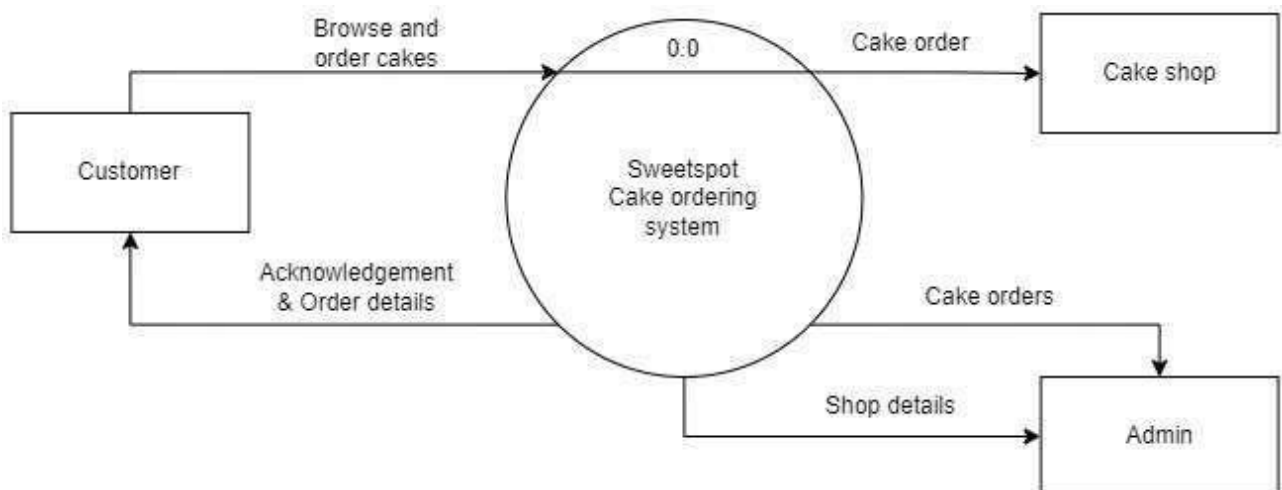 Browse and
order cakes
0:0
Cake order
Cake shop
Customer
Sweetspot
Cake ordering
system
Acknowledgement
& Order details
Cake orders
Shop details
Admin